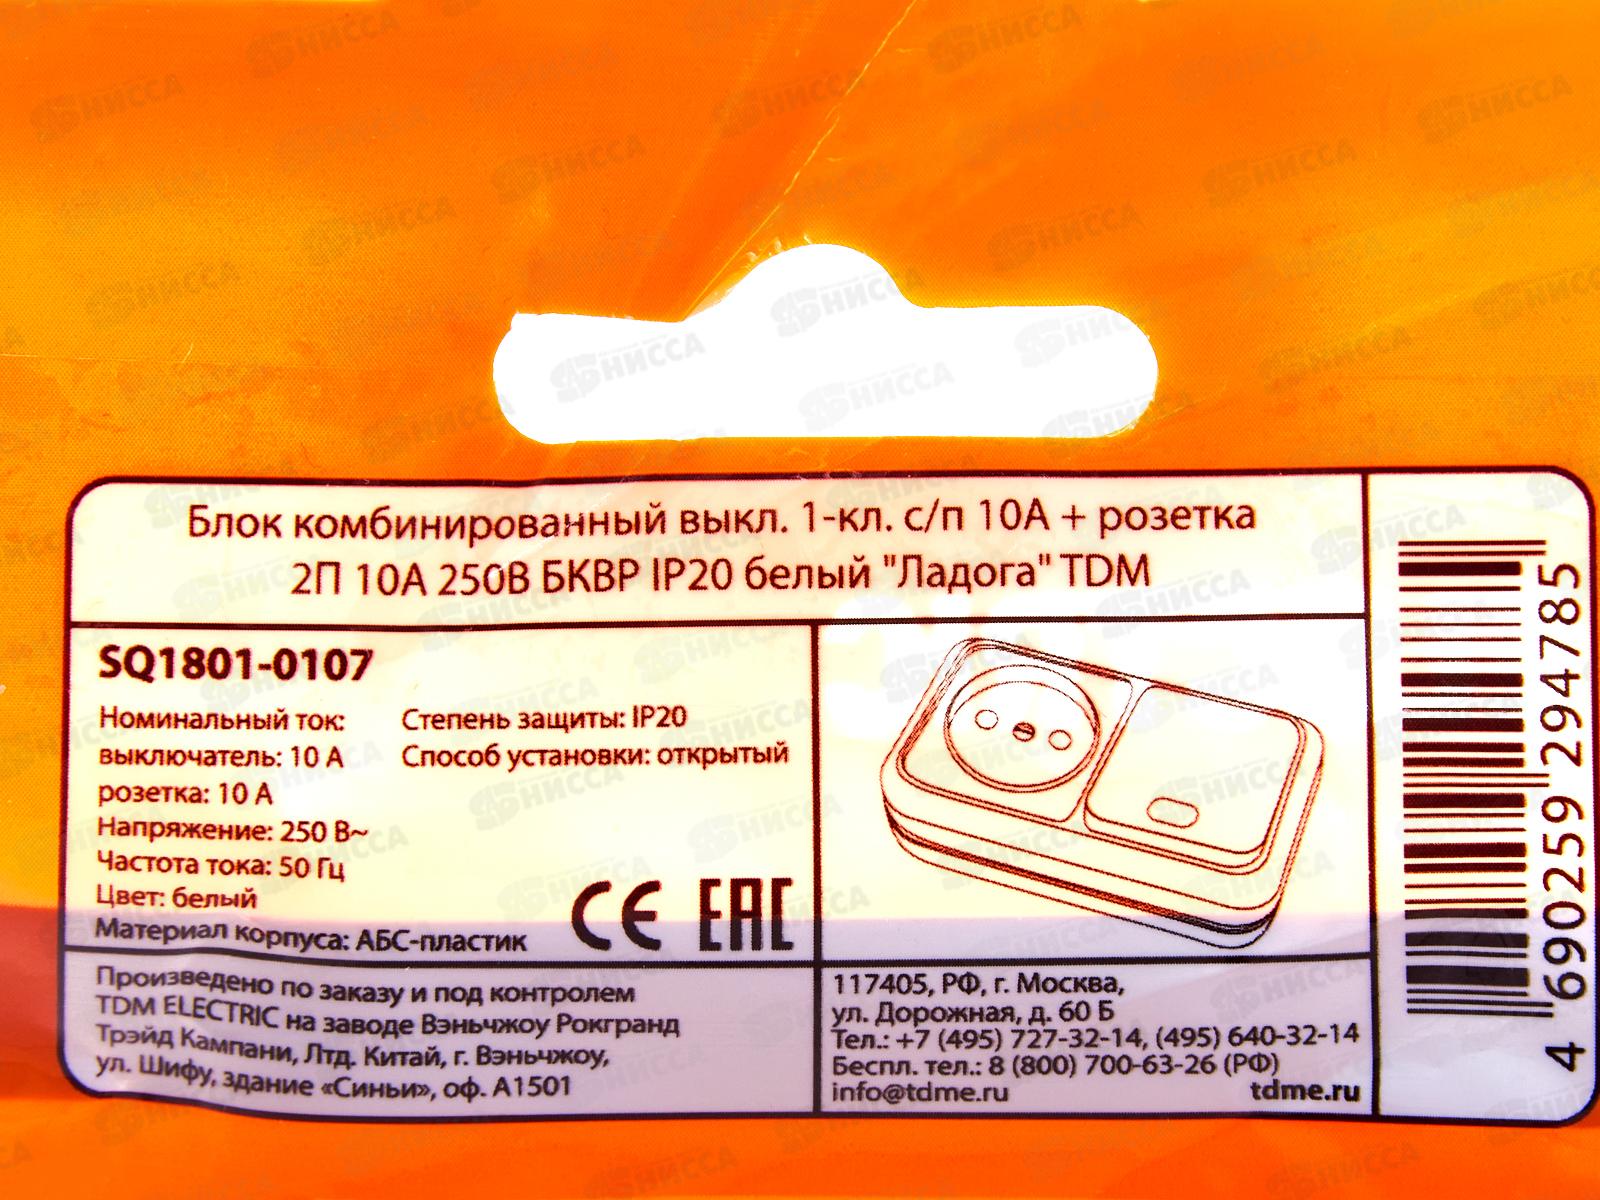 Блок комбинированный выкл. 1-кл. с/п 10А + розетка
2П 10А 250В БКВР IP20 белый "Ладога" TDM
SQ1801-0107
Номинальный ток:
выключатель: 10 А
розетка: 10 А
Напряжение: 250 В~
Частота тока: 50 Гц
Цвет: белый
Материал корпуса: АБС-пластик
Степень защиты: IP20
Способ установки: открытый
CE EAC
Произведено по заказу и под контролем
TDM ELECTRIC на заводе Вэньчжоу Рокгранд
Трэйд Кампани, Лтд. Китай, г. Вэньчжоу,
ул. Шифу, здание «Синьи», оф. А1501
117405, РФ, г. Москва,
ул. Дорожная, д. 60 Б
Тел.: +7 (495) 727-32-14, (495) 640-32-14
Беспл. тел.: 8 (800) 700-63-26 (РФ)
info@tdme.ru tdme.ru
4 690259 294785
НИССА